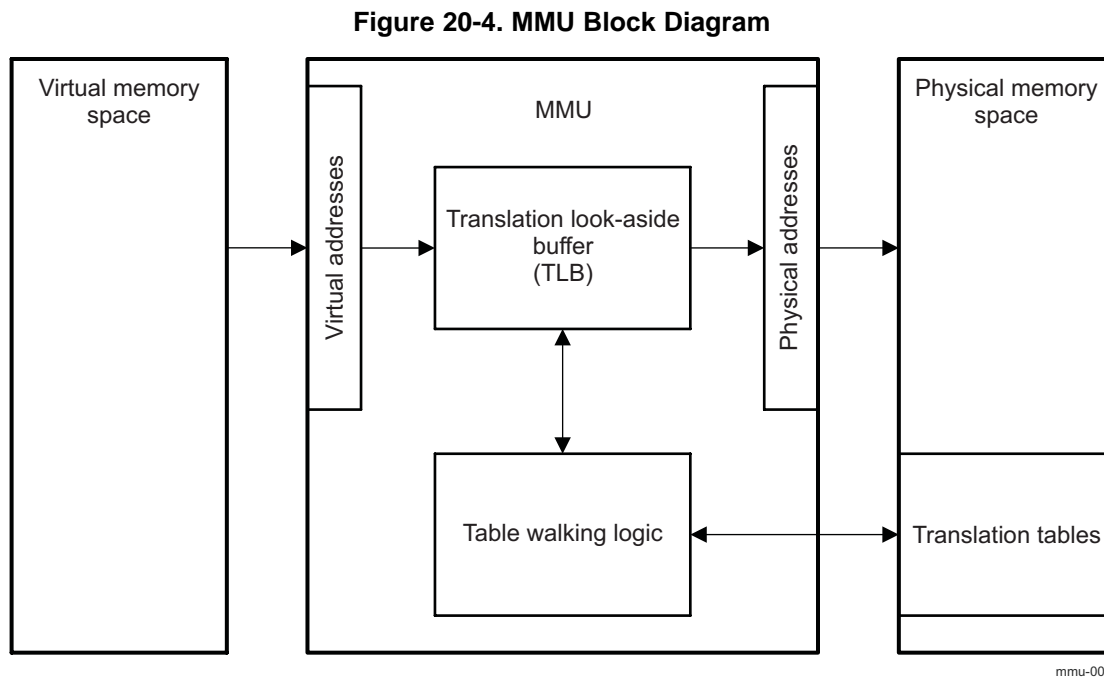 Figure 20-4. MMU Block Diagram
Virtual memory
space
MMU
Physical memory
space
Virtual addresses
Translation look-aside
buffer
(TLB)
Physical addresses
Table walking logic
Translation tables
mmu-00